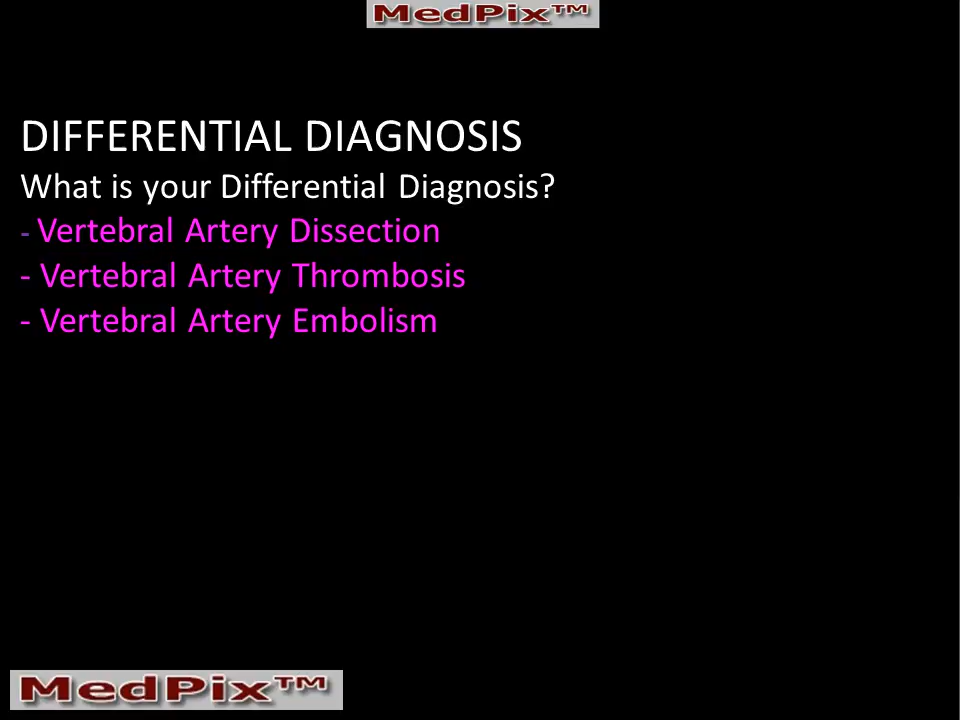 MedPix™
DIFFERENTIAL DIAGNOSIS
What is your Differential Diagnosis?
- Vertebral Artery Dissection
- Vertebral Artery Thrombosis
- Vertebral Artery Embolism
MedPix™